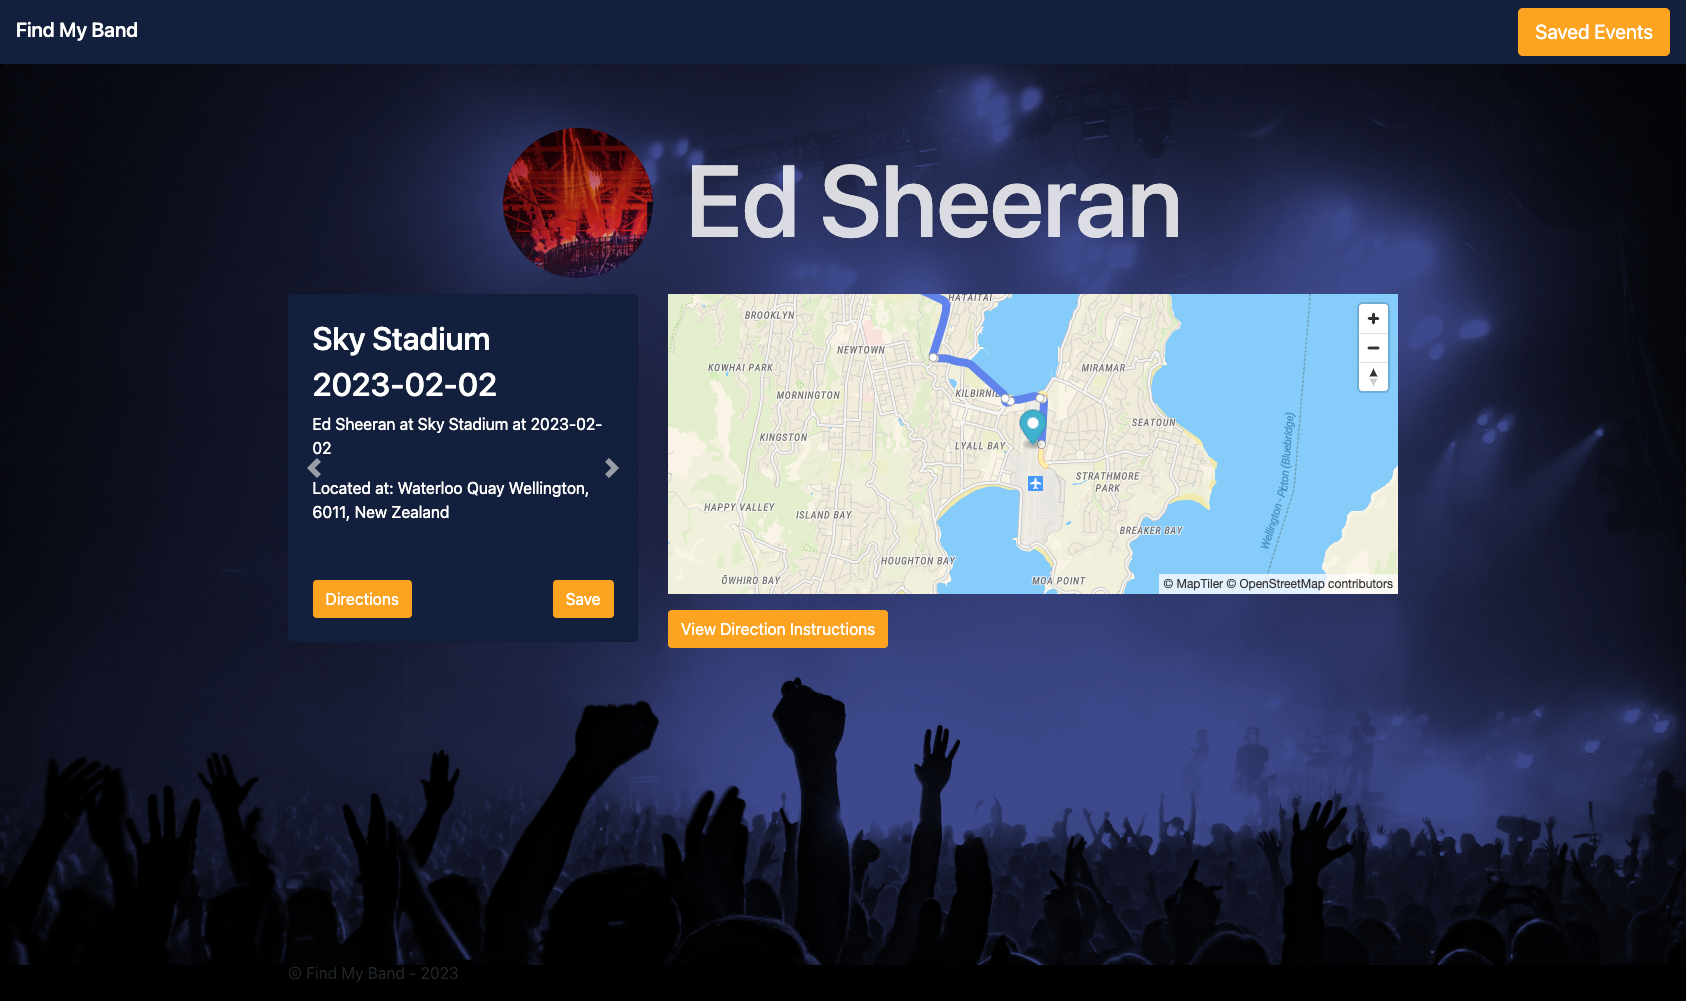 Find My Band
Saved Events
Ed Sheeran
Sky Stadium
2023-02-02
Ed Sheeran at Sky Stadium at 2023-02-
02
Located at: Waterloo Quay Wellington,
6011, New Zealand
Directions
Save
HATAITAI
BROOKLYN
NEWTOWN
KOWHAI PARK
MIRAMAR
MORNINGTON
KILBIRNIE
SEATOUN
KINGSTON
LYALL BAY
STRATHMORE
PARK
HAPPY VALLEY
ISLAND BAY
BREAKER BAY
Wellington - Picton (Bluebridge)
HOUGHTON BAY
ŌWHIRO BAY
MOA POINT
© MapTiler © OpenStreetMap contributors
View Direction Instructions
© Find My Band - 2023